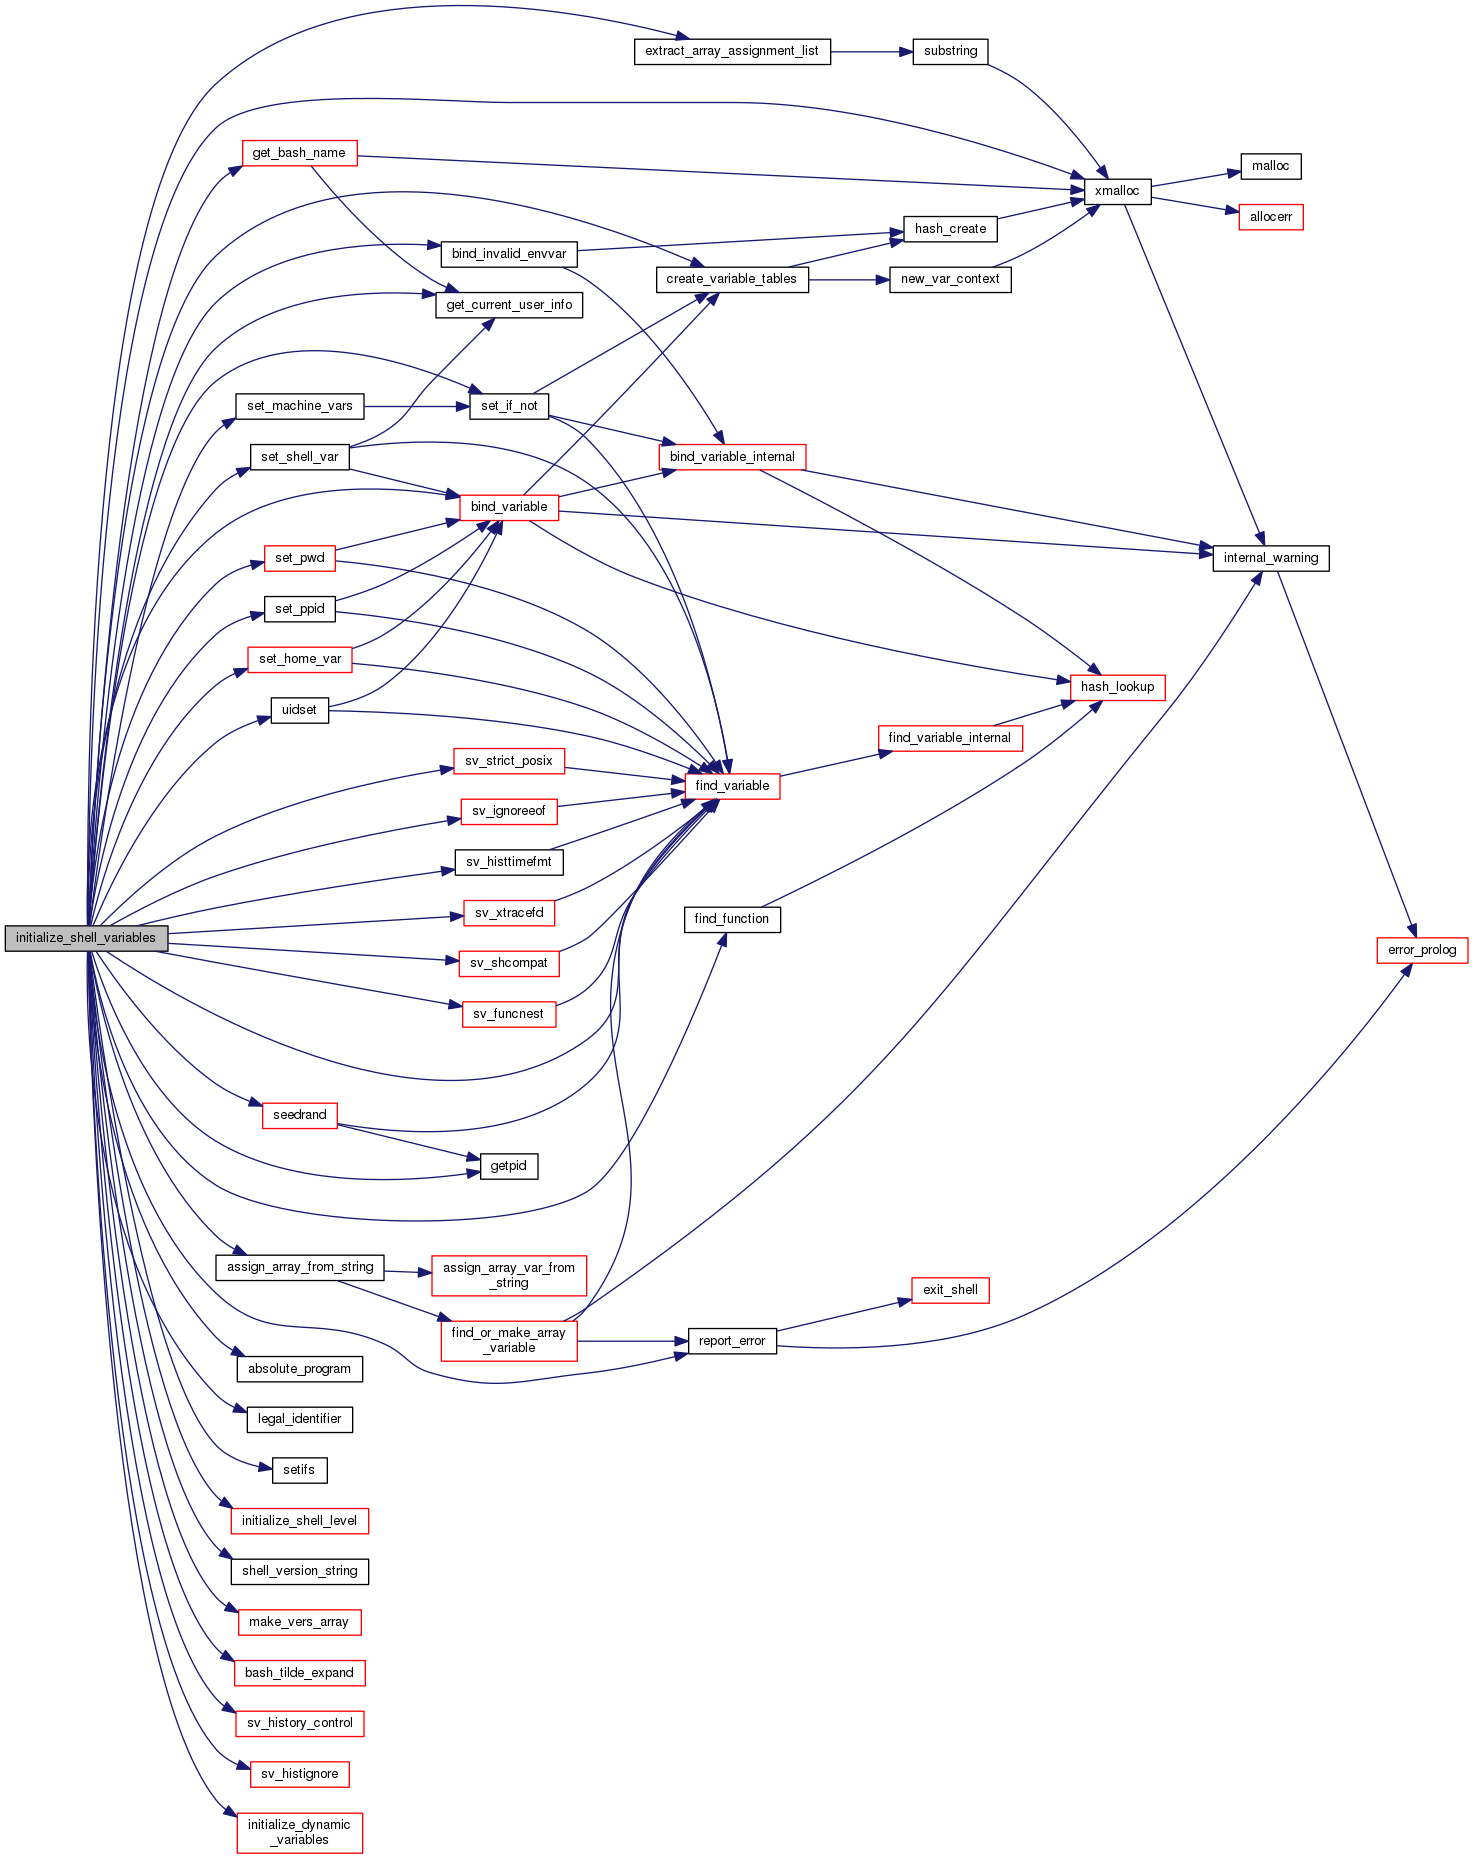 extract_array_assignment_list
substring
get_bash_name
malloc
xmalloc
allocerr
hash_create
bind_invalid_envvar
create_variable_tables
new_var_context
get_current_user_info
set_machine_vars
set_if_not
set_shell_var
bind_variable_internal
bind_variable
set_pwd
internal_warning
set_ppid
set_home_var
hash_lookup
uidset
find_variable_internal
sv_strict_posix
find_variable
sv_ignoreeof
sv_histtimefmt
sv_xtracefd
find_function
initialize_shell_variables
error_prolog
sv_shcompat
sv_funcnest
seedrand
getpid
assign_array_from_string
assign_array_var_from
_string
exit_shell
find_or_make_array
_variable
report_error
absolute_program
legal_identifier
setifs
initialize_shell_level
shell_version_string
make_vers_array
bash_tilde_expand
sv_history_control
sv_histignore
initialize_dynamic
_variables